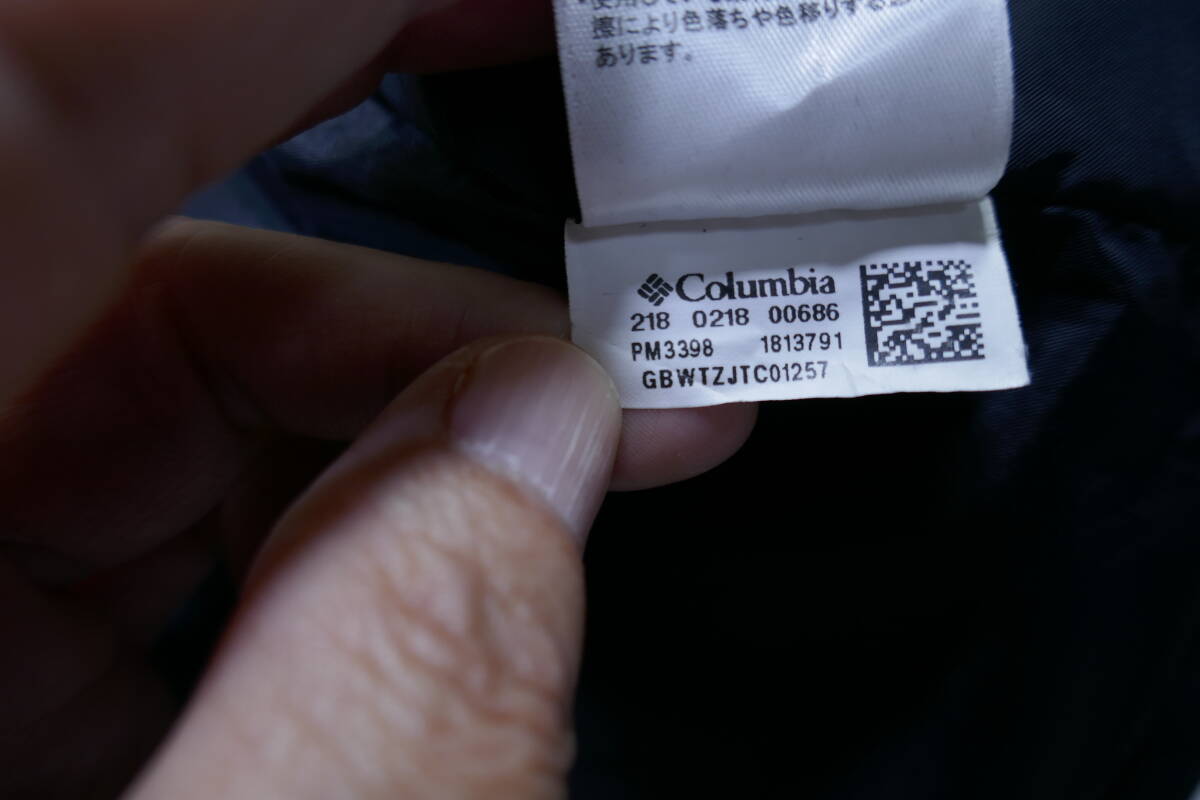 擦により色落ちや色移りする
あります。
Columbia
218 0218 00686
PM3398 1813791
GBWTZJTC01257